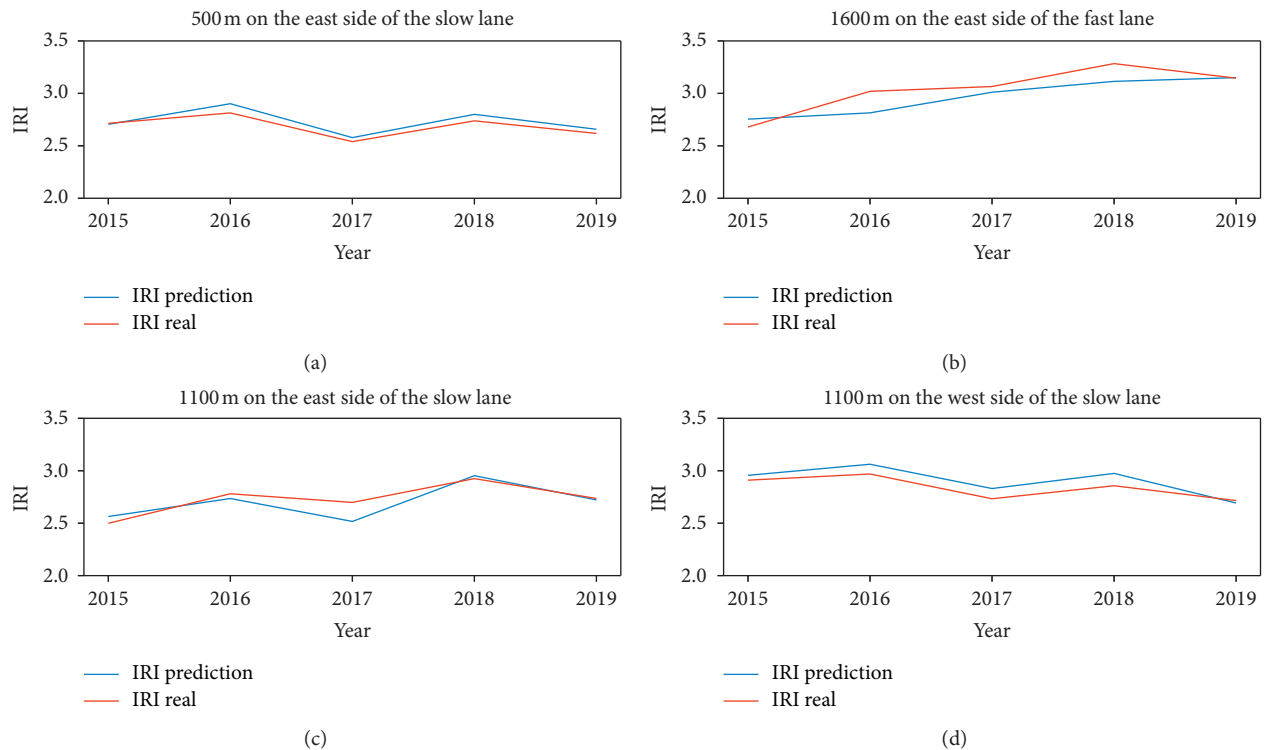 500 m on the east side of the slow lane
3.5
3.0
2.5
2.0
IRI
2015 2016 2017 2018 2019
Year
IRI prediction
IRI real
(a)
1600 m on the east side of the fast lane
3.5
3.0
2.5
2.0
IRI
2015 2016 2017 2018 2019
Year
IRI prediction
IRI real
(b)
1100 m on the east side of the slow lane
3.5
3.0
2.5
2.0
IRI
2015 2016 2017 2018 2019
Year
IRI prediction
IRI real
(c)
1100 m on the west side of the slow lane
3.5
3.0
2.5
2.0
IRI
2015 2016 2017 2018 2019
Year
IRI prediction
IRI real
(d)